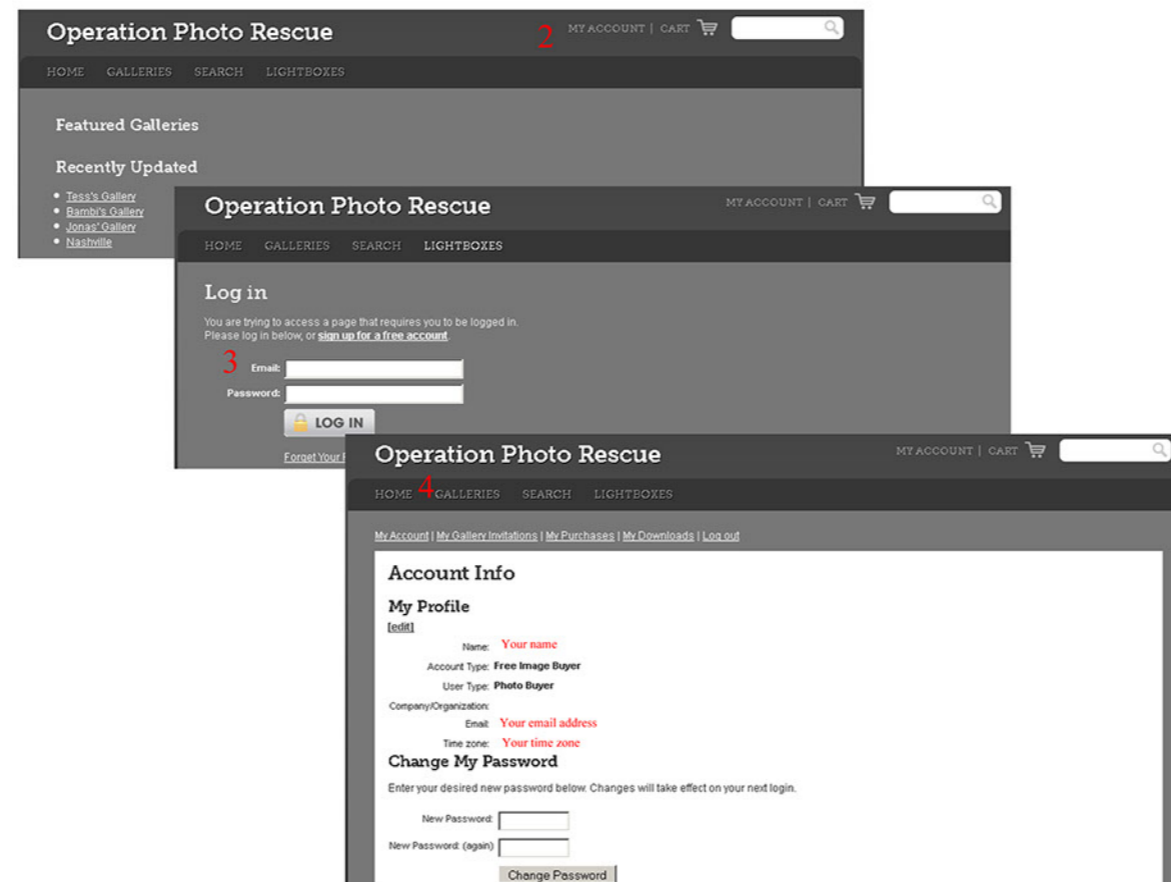 Operation Photo Rescue
2 MY ACCOUNT | CART
HOME GALLERIES SEARCH LIGHTBOXES
Featured Galleries
Recently Updated
Tess's Gallery
Bambi's Gallery
Jonas' Gallery
Nashville
Operation Photo Rescue
MY ACCOUNT | CART
HOME GALLERIES SEARCH LIGHTBOXES
Log in
You are trying to access a page that requires you to be logged in.
Please log in below, or sign up for a free account.
3 Email:
Password:
LOG IN
Forget Your
Operation Photo Rescue
MY ACCOUNT | CART
HOME 4 GALLERIES SEARCH LIGHTBOXES
My Account | My Gallery Invitations | My Purchases | My Downloads | Log out
Account Info
My Profile
[edit]
Name: Your name
Account Type: Free Image Buyer
User Type: Photo Buyer
Company/Organization:
Email: Your email address
Time zone: Your time zone
Change My Password
Enter your desired new password below. Changes will take effect on your next login.
New Password:
New Password: (again)
Change Password